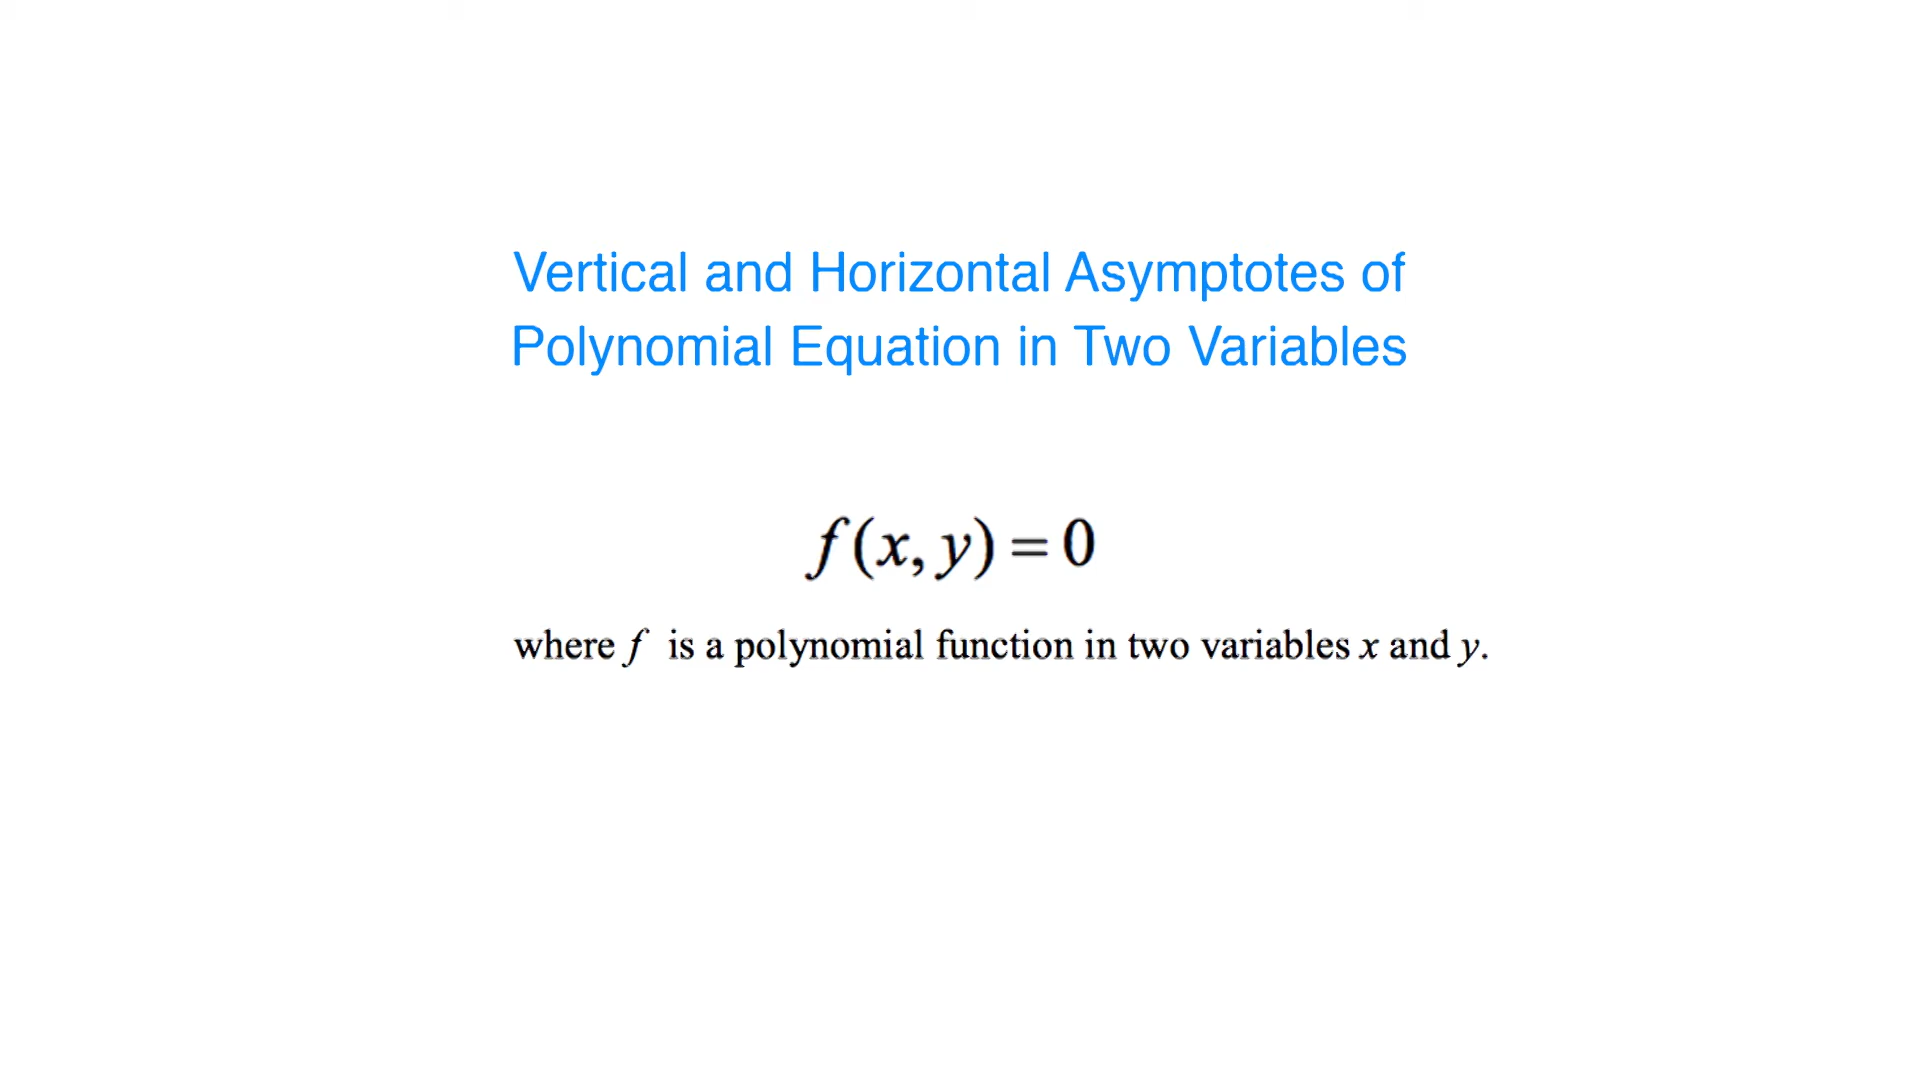 Vertical and Horizontal Asymptotes of
Polynomial Equation in Two Variables
f(x, y) = 0
where f is a polynomial function in two variables x and y.